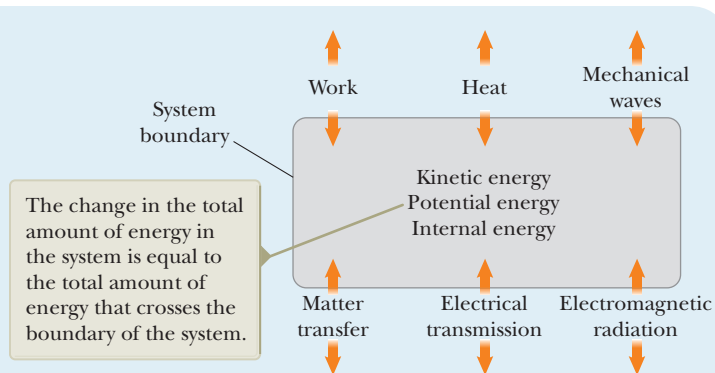 Work
Heat
Mechanical
waves
System
boundary
Kinetic energy
Potential energy
Internal energy
The change in the total
amount of energy in
the system is equal to
the total amount of
energy that crosses the
boundary of the system.
Matter
transfer
Electrical
transmission
Electromagnetic
radiation